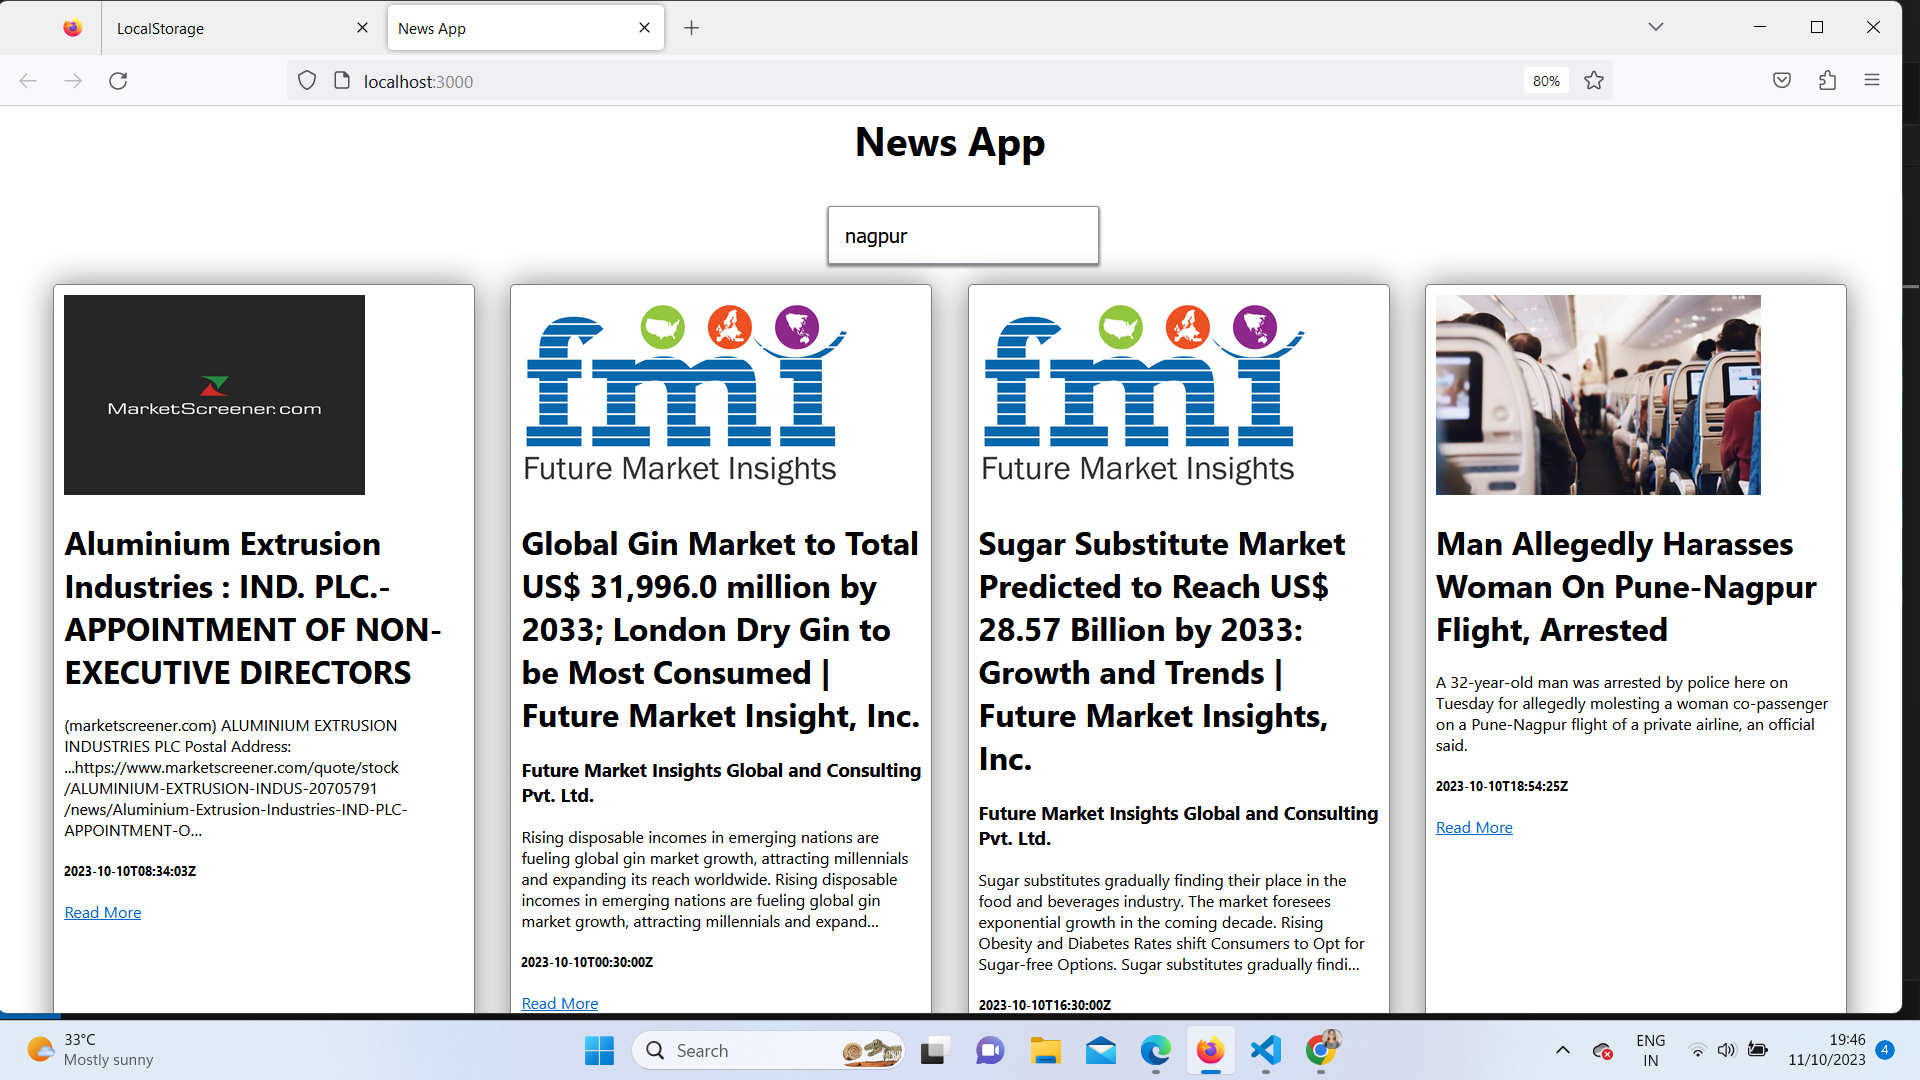 LocalStorage
News App
localhost:3000
80%
News App
nagpur
MarketScreener.com
Aluminium Extrusion
Industries : IND. PLC.-
APPOINTMENT OF NON-
EXECUTIVE DIRECTORS
(marketscreener.com) ALUMINIUM EXTRUSION
INDUSTRIES PLC Postal Address:
...https://www.marketscreener.com/quote/stock
/ALUMINIUM-EXTRUSION-INDUS-20705791
/news/Aluminium-Extrusion-Industries-IND-PLC-
APPOINTMENT-O...
2023-10-10T08:34:03Z
Read More
fmi
Future Market Insights
Global Gin Market to Total
US$ 31,996.0 million by
2033; London Dry Gin to
be Most Consumed |
Future Market Insight, Inc.
Future Market Insights Global and Consulting
Pvt. Ltd.
Rising disposable incomes in emerging nations are
fueling global gin market growth, attracting millennials
and expanding its reach worldwide. Rising disposable
incomes in emerging nations are fueling global gin
market growth, attracting millennials and expand...
2023-10-10T00:30:00Z
Read More
fmi
Future Market Insights
Sugar Substitute Market
Predicted to Reach US$
28.57 Billion by 2033:
Growth and Trends |
Future Market Insights,
Inc.
Future Market Insights Global and Consulting
Pvt. Ltd.
Sugar substitutes gradually finding their place in the
food and beverages industry. The market foresees
exponential growth in the coming decade. Rising
Obesity and Diabetes Rates shift Consumers to Opt for
Sugar-free Options. Sugar substitutes gradually findi...
2023-10-10T16:30:00Z
Man Allegedly Harasses
Woman On Pune-Nagpur
Flight, Arrested
A 32-year-old man was arrested by police here on
Tuesday for allegedly molesting a woman co-passenger
on a Pune-Nagpur flight of a private airline, an official
said.
2023-10-10T18:54:25Z
Read More
33°C
Mostly sunny
Search
ENG
IN
19:46
11/10/2023
4